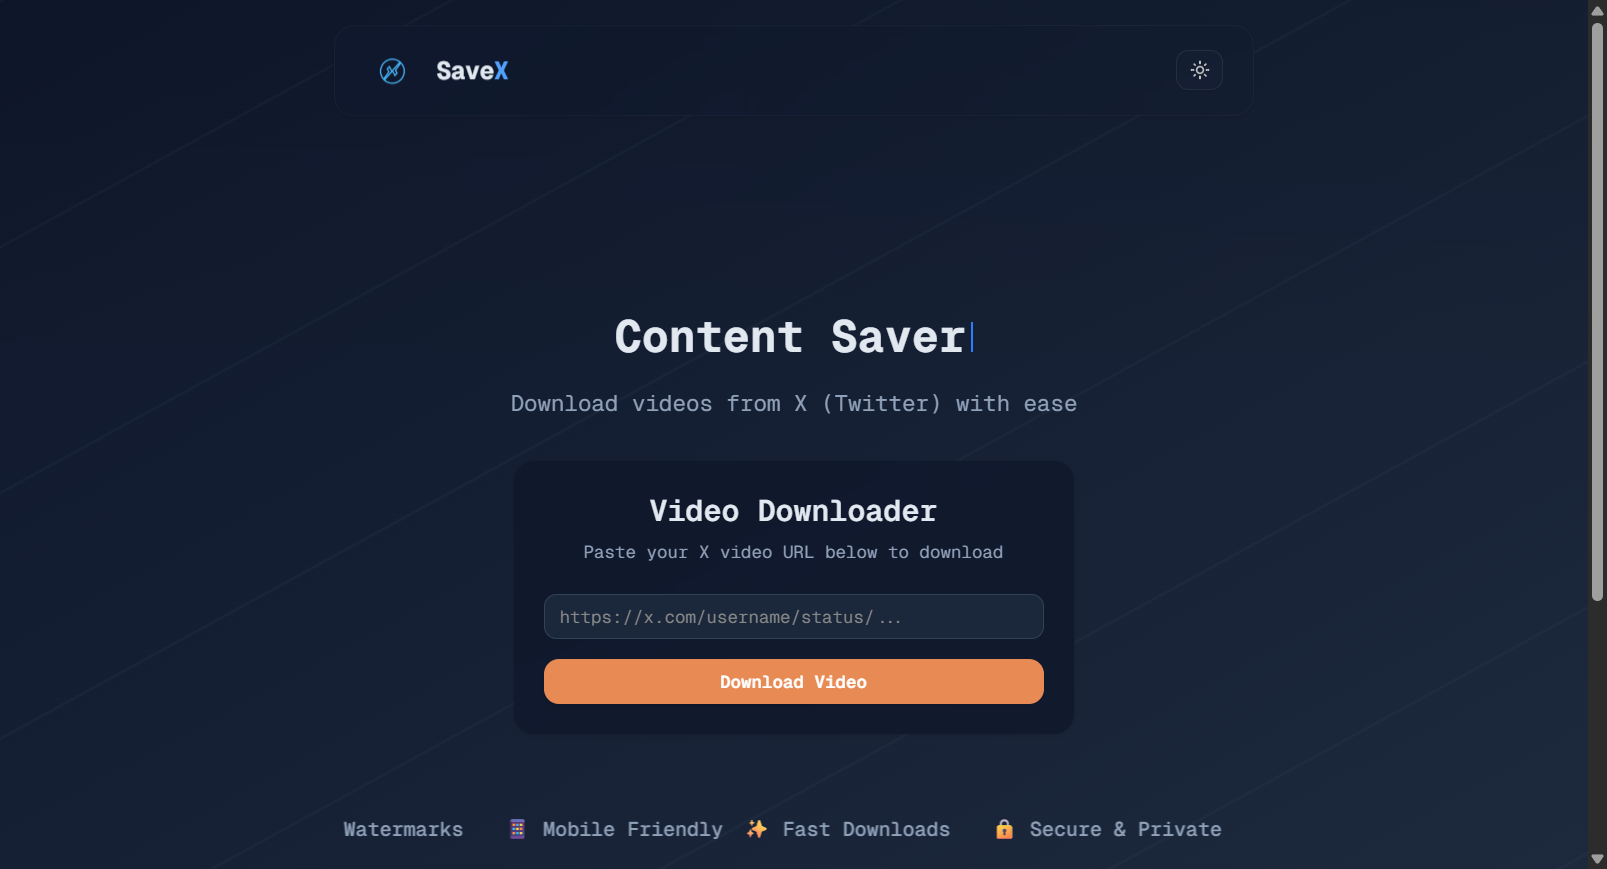 SaveX
Content Saver
Download videos from X (Twitter) with ease
Video Downloader
Paste your X video URL below to download
https://x.com/username/status/...
Download Video
Watermarks 📱 Mobile Friendly ✨ Fast Downloads 🔒 Secure & Private